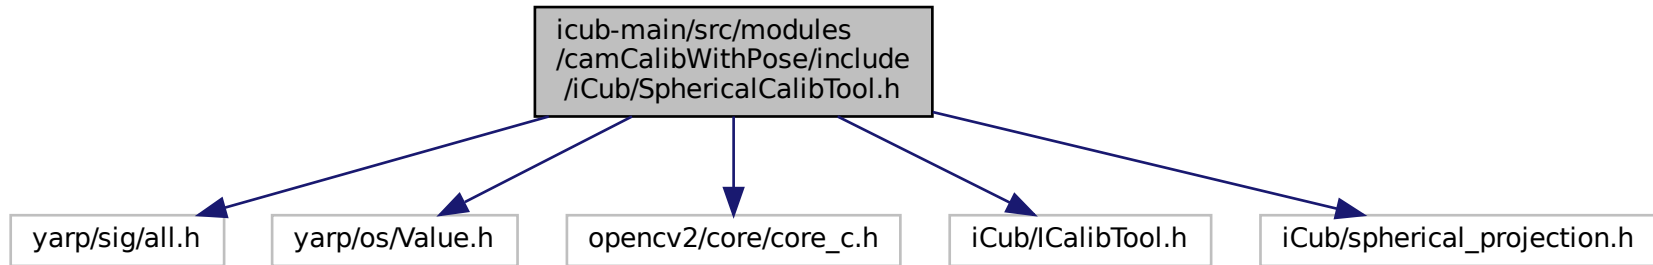 icub-main/src/modules
/camCalibWithPose/include
/iCub/SphericalCalibTool.h
yarp/sig/all.h
yarp/os/Value.h
opencv2/core/core_c.h
iCub/ICalibTool.h
iCub/spherical_projection.h